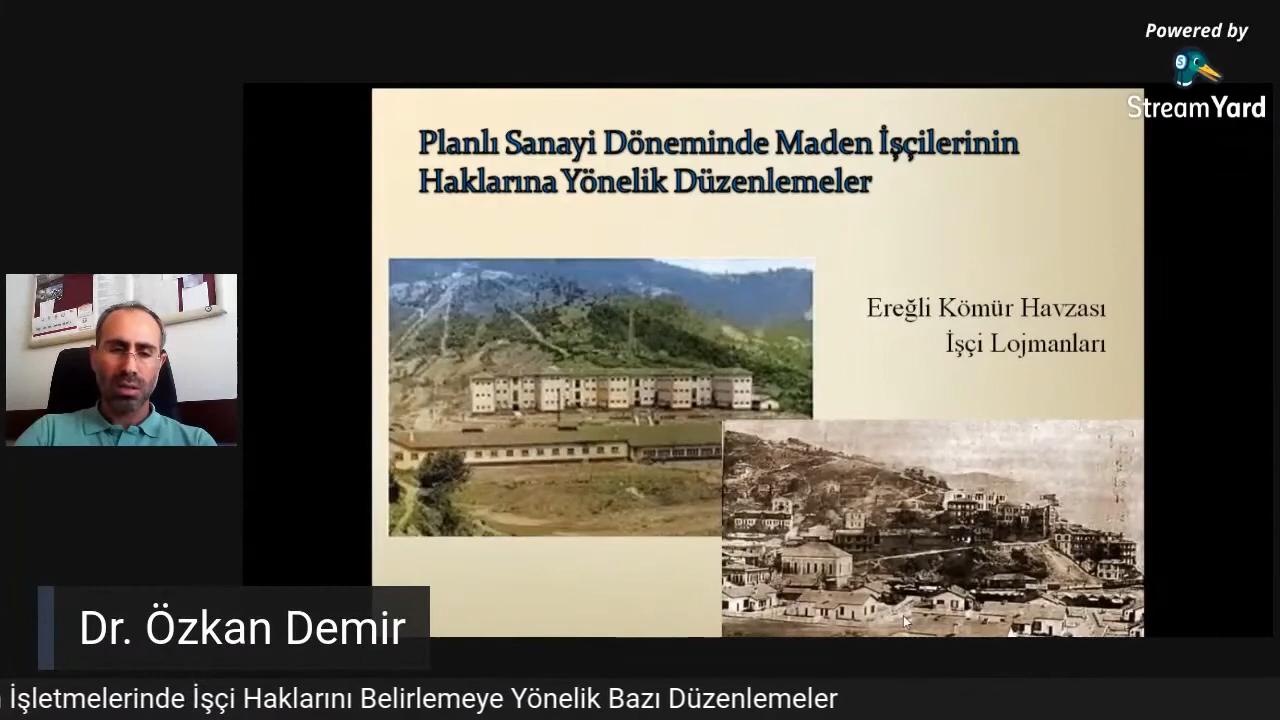 Powered by
StreamYard
Planlı Sanayi Döneminde Maden İşçilerinin
Haklarına Yönelik Düzenlemeler
Ereğli Kömür Havzası
İşçi Lojmanları
Dr. Özkan Demir
İşletmelerinde İşçi Haklarını Belirlemeye Yönelik Bazı Düzenlemeler